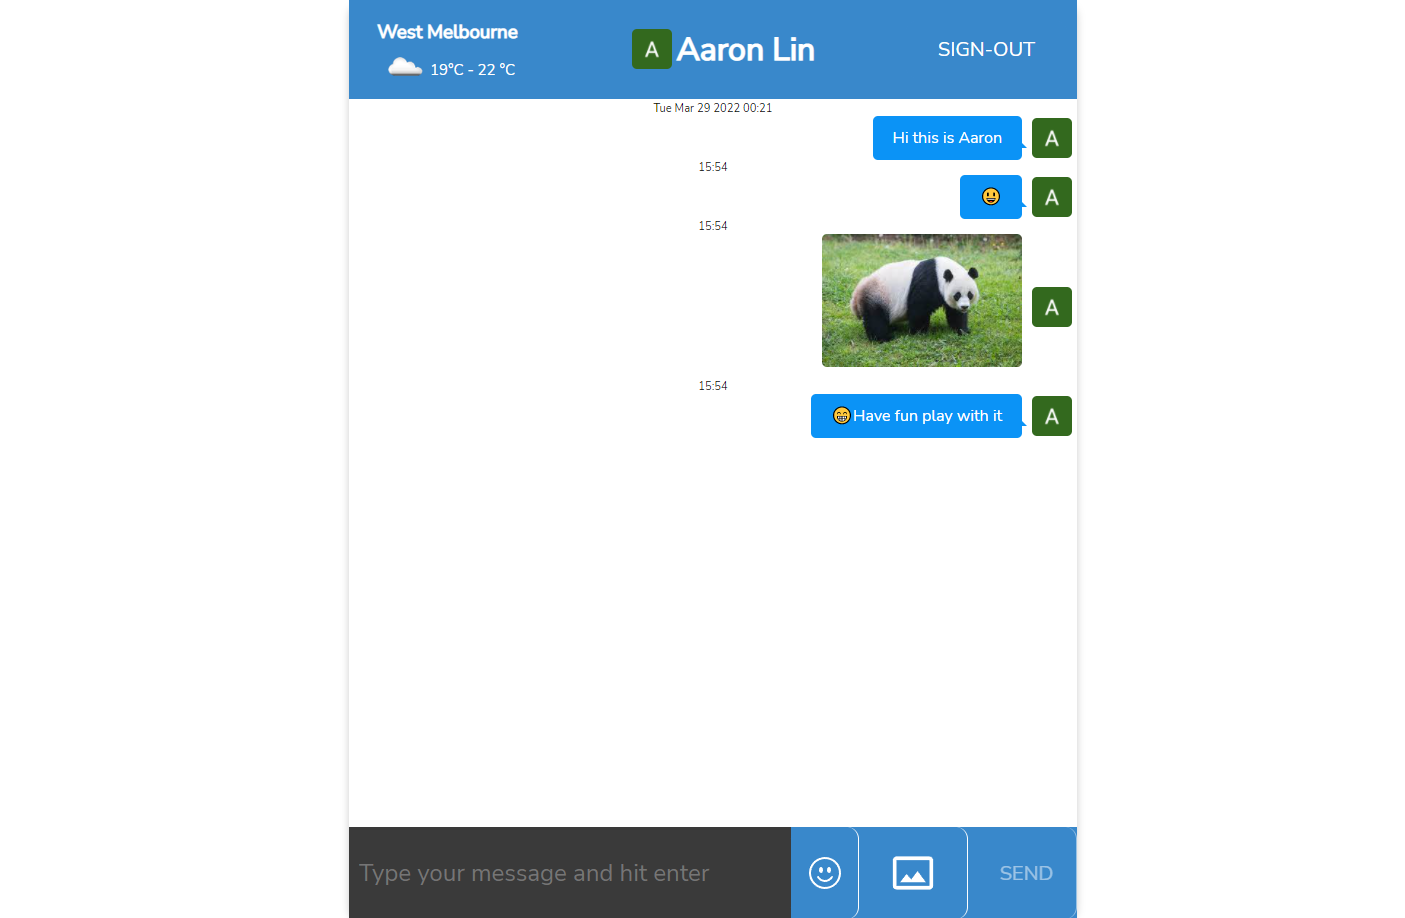 West Melbourne
19°C - 22 °C
A Aaron Lin
SIGN-OUT
Tue Mar 29 2022 00:21
Hi this is Aaron
A
15:54
😃
A
15:54
A
15:54
😁Have fun play with it
A
Type your message and hit enter
SEND